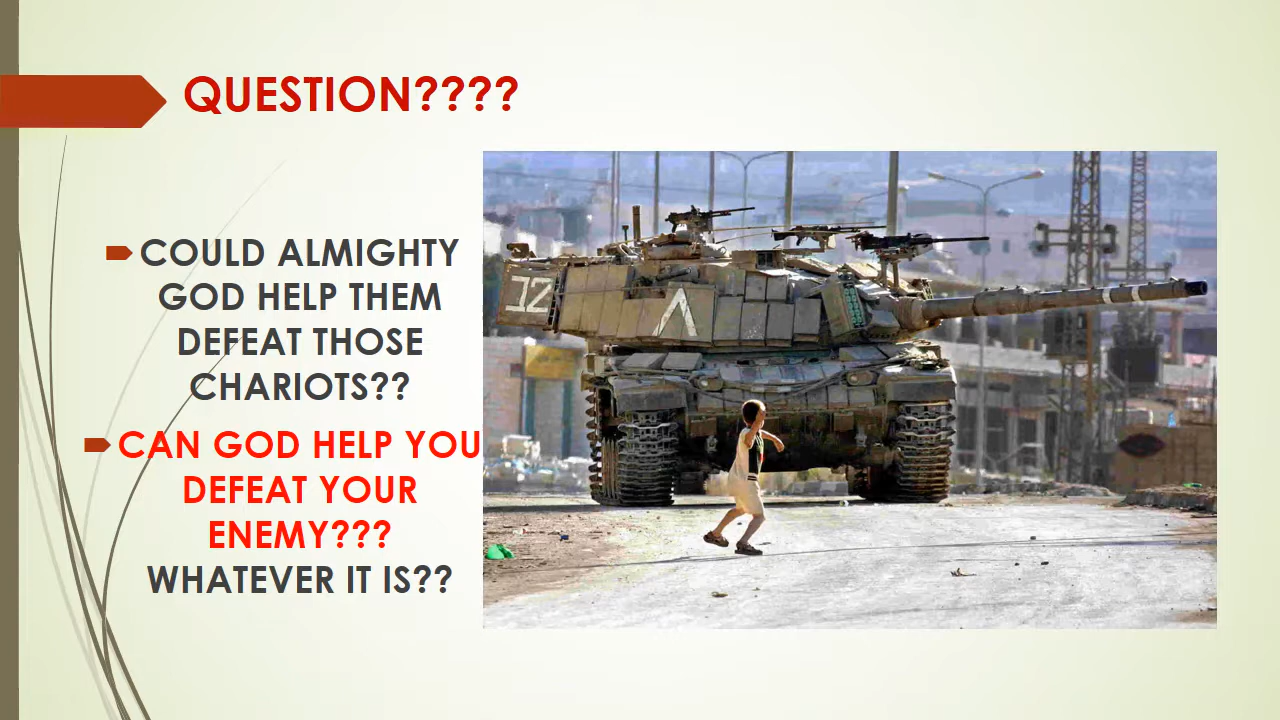 QUESTION????
COULD ALMIGHTY
GOD HELP THEM
DEFEAT THOSE
CHARIOTS??
CAN GOD HELP YOU
DEFEAT YOUR
ENEMY???
WHATEVER IT IS??